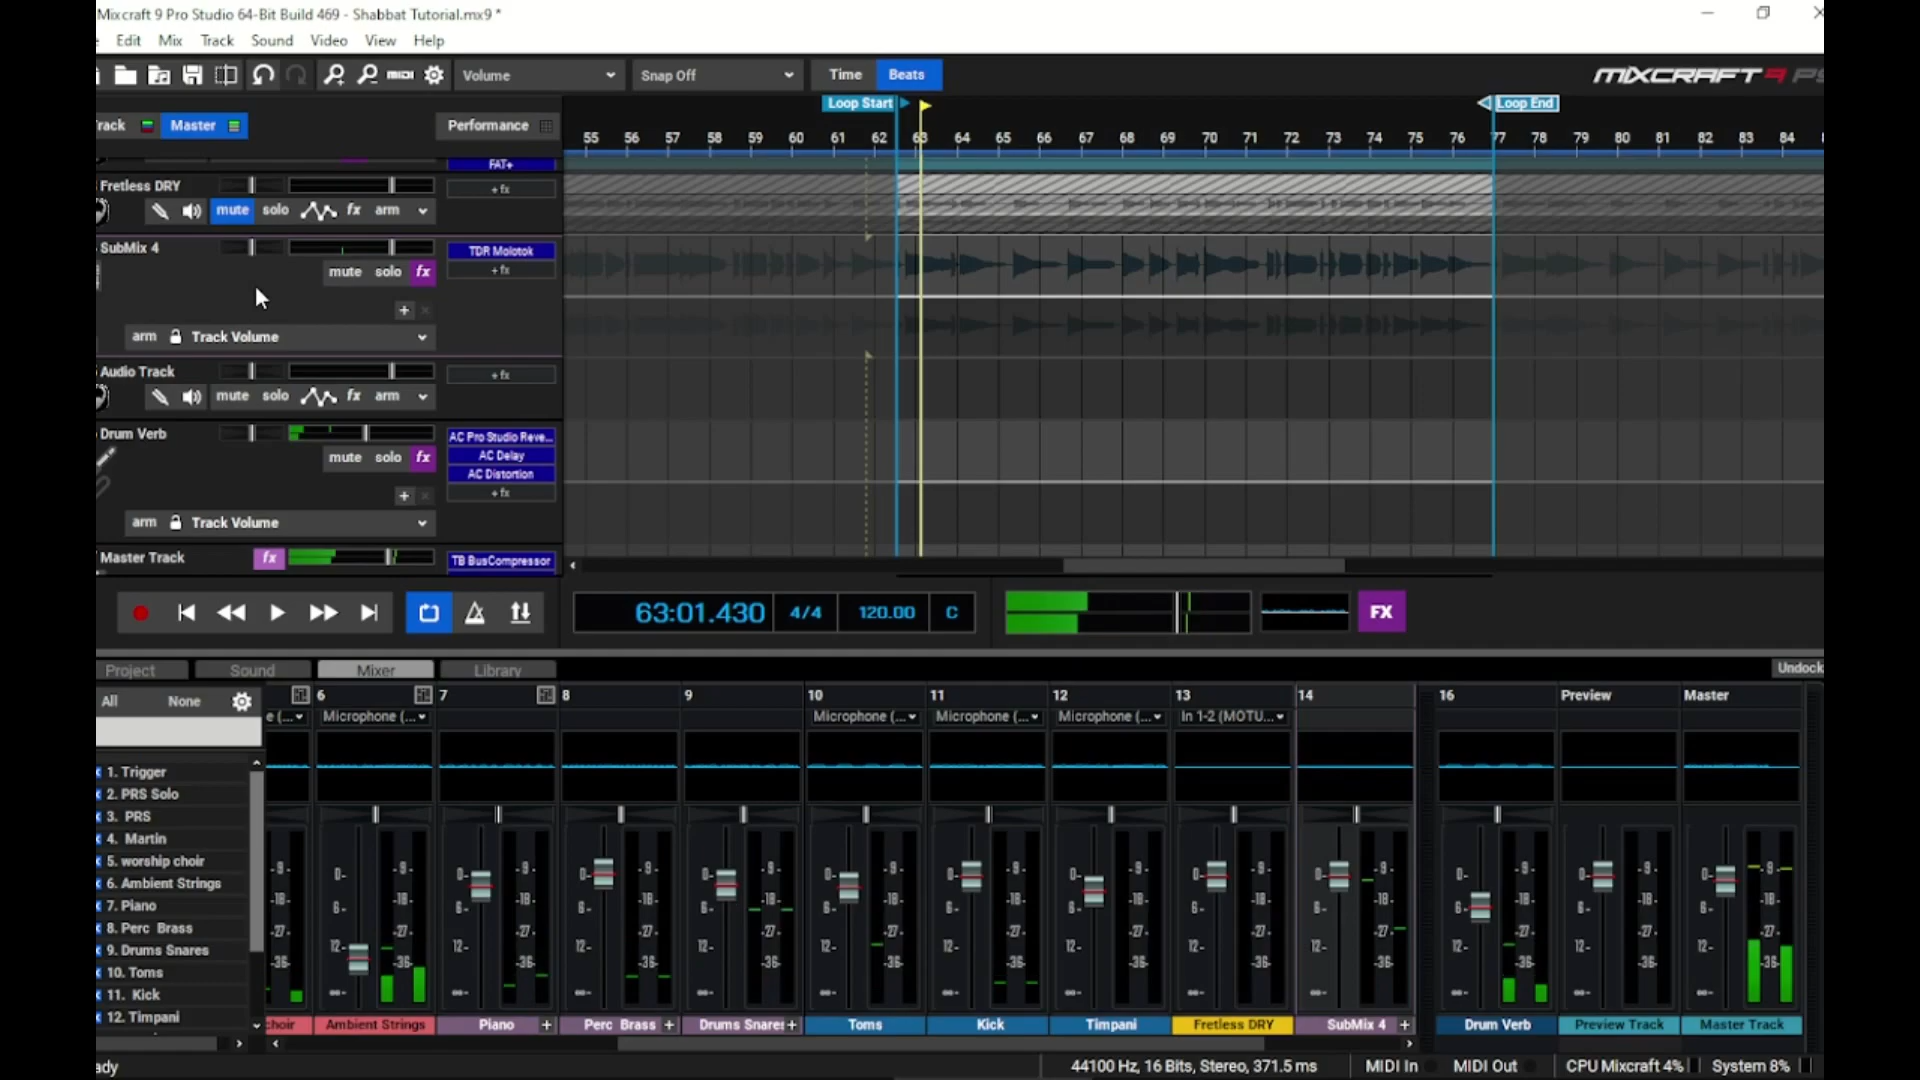 Mixcraft 9 Pro Studio 64-Bit Build 469 - Shabbat Tutorial.mx9 *
Edit Mix Track Sound Video View Help
MIDI Volume Snap Off Time Beats MIXCRAFT 9
Loop Start Loop End
rack Master Performance
55 56 57 58 59 60 61 62 63 64 65 66 67 68 69 70 71 72 73 74 75 76 77 78 79 80 81 82 83 84
FAT+
Fretless DRY +fx
mute solo fx arm
SubMix 4 TDR Molotok
mute solo fx +fx
+ ×
arm Track Volume
Audio Track +fx
mute solo fx arm
Drum Verb AC Pro Studio Reve...
mute solo fx AC Delay
AC Distortion
+ × +fx
arm Track Volume
Master Track fx TB BusCompressor
63:01.430 4/4 120.00 C FX
Project Sound Mixer Library Undock
All None 6 7 8 9 10 11 12 13 14 16 Preview Master
e (... Microphone (... Microphone (... Microphone (... Microphone (... In 1-2 (MOTU...
1. Trigger
2. PRS Solo
3. PRS
4. Martin
5. worship choir
6. Ambient Strings
7. Piano
8. Perc Brass
9. Drums Snares
10. Toms
11. Kick
12. Timpani
choir Ambient Strings Piano + Perc Brass + Drums Snares + Toms Kick Timpani Fretless DRY SubMix 4 + Drum Verb Preview Track Master Track
ady 44100 Hz, 16 Bits, Stereo, 371.5 ms MIDI In MIDI Out CPU Mixcraft 4% System 8%